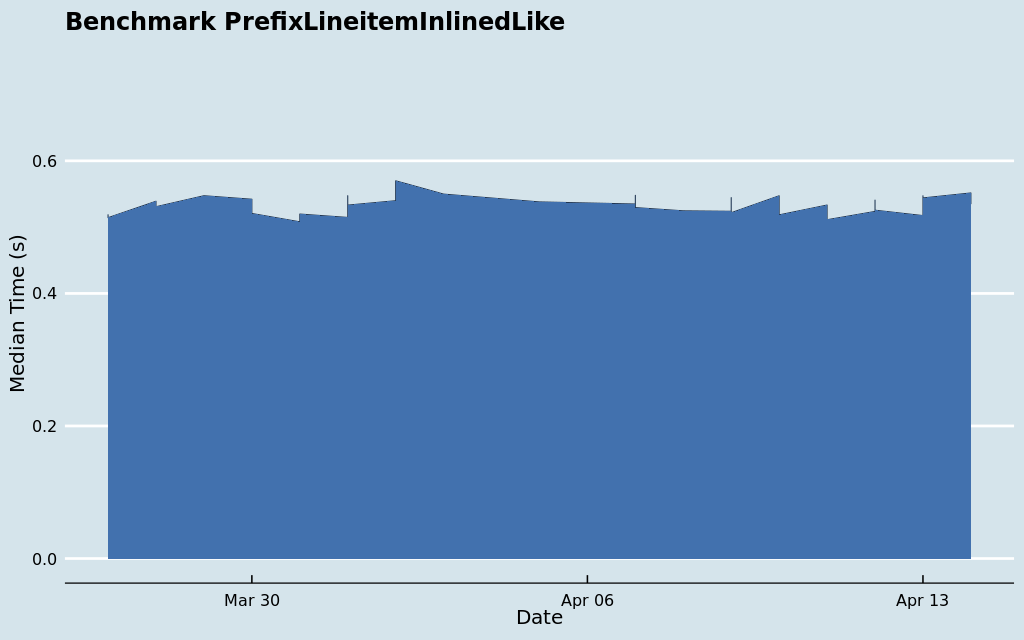 Benchmark PrefixLineitemInlinedLike
0.6
0.4
0.2
0.0
Median Time (s)
Mar 30
Apr 06
Apr 13
Date